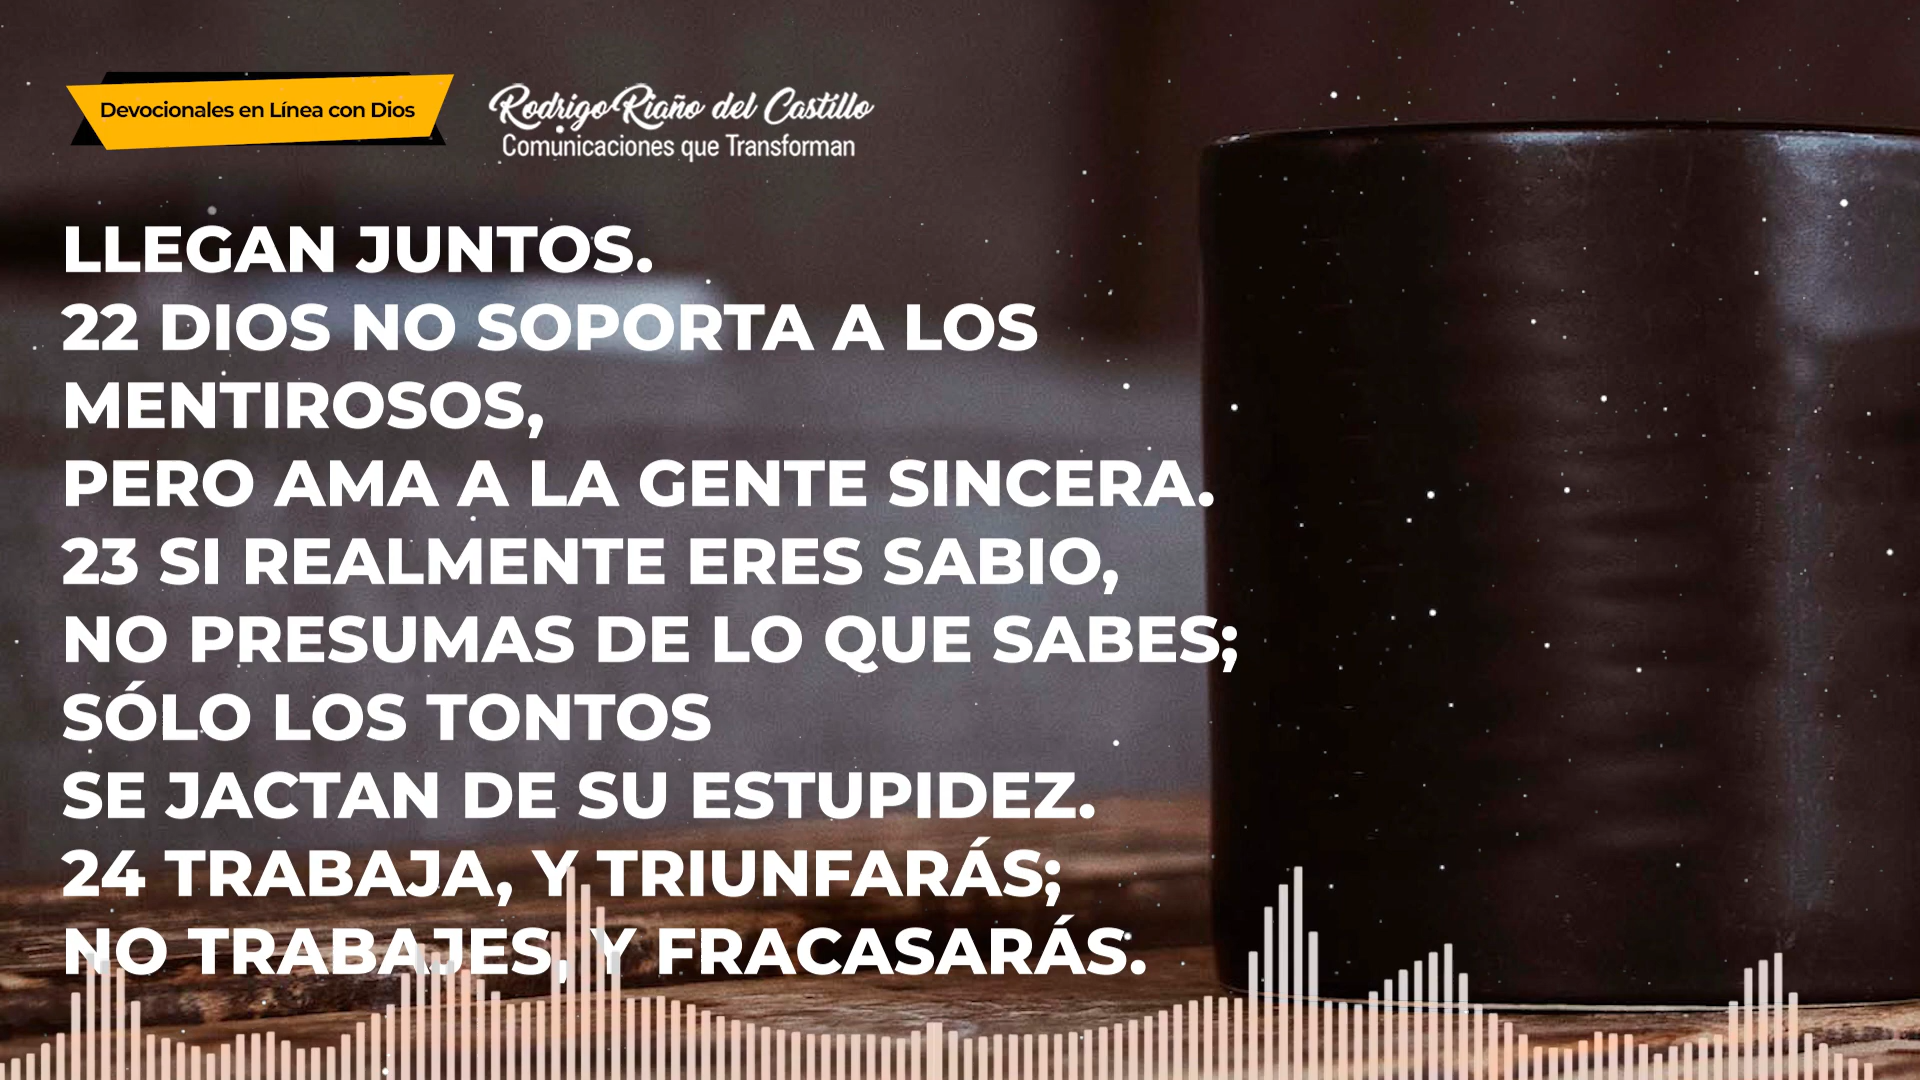 Devocionales en Línea con Dios
Rodrigo Riaño del Castillo
Comunicaciones que Transforman
LLEGAN JUNTOS.
22 DIOS NO SOPORTA A LOS
MENTIROSOS,
PERO AMA A LA GENTE SINCERA.
23 SI REALMENTE ERES SABIO,
NO PRESUMAS DE LO QUE SABES;
SÓLO LOS TONTOS
SE JACTAN DE SU ESTUPIDEZ.
24 TRABAJA, Y TRIUNFARÁS;
NO TRABAJES, Y FRACASARÁS.